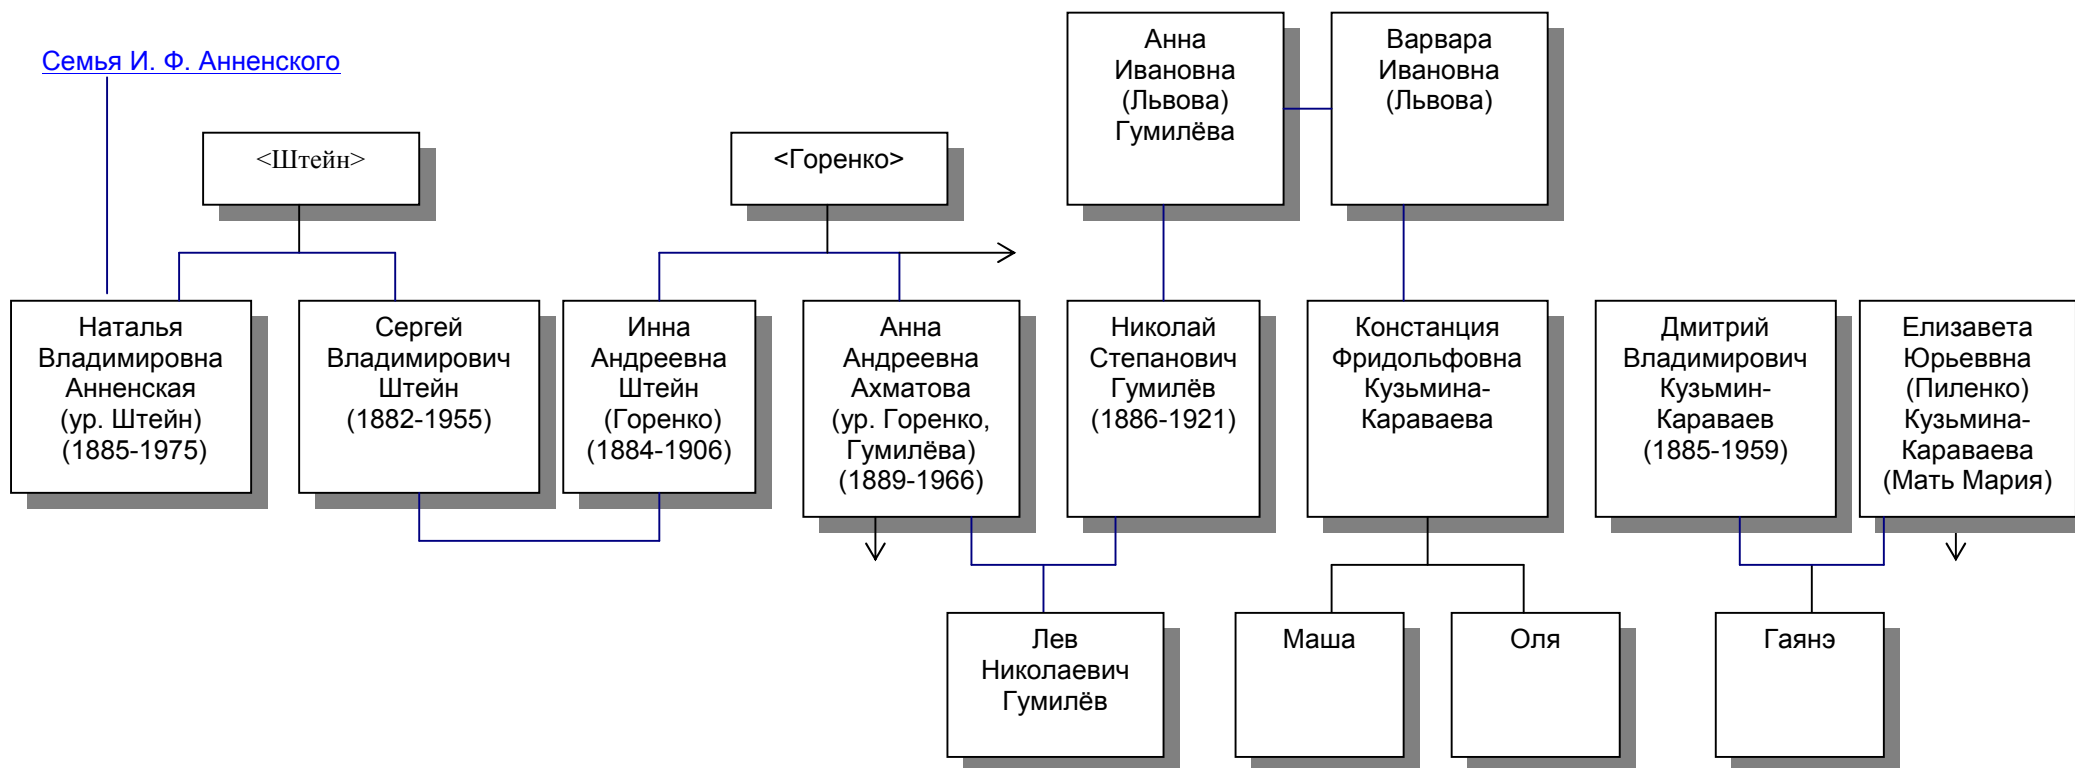 Семья И. Ф. Анненского
Анна
Ивановна
(Львова)
Гумилёва
Варвара
Ивановна
(Львова)
<Штейн>
<Горенко>
Наталья
Владимировна
Анненская
(ур. Штейн)
(1885-1975)
Сергей
Владимирович
Штейн
(1882-1955)
Инна
Андреевна
Штейн
(Горенко)
(1884-1906)
Анна
Андреевна
Ахматова
(ур. Горенко,
Гумилёва)
(1889-1966)
Николай
Степанович
Гумилёв
(1886-1921)
Констанция
Фридольфовна
Кузьмина-
Караваева
Дмитрий
Владимирович
Кузьмин-
Караваев
(1885-1959)
Елизавета
Юрьеввна
(Пиленко)
Кузьмина-
Караваева
(Мать Мария)
Лев
Николаевич
Гумилёв
Маша
Оля
Гаянэ